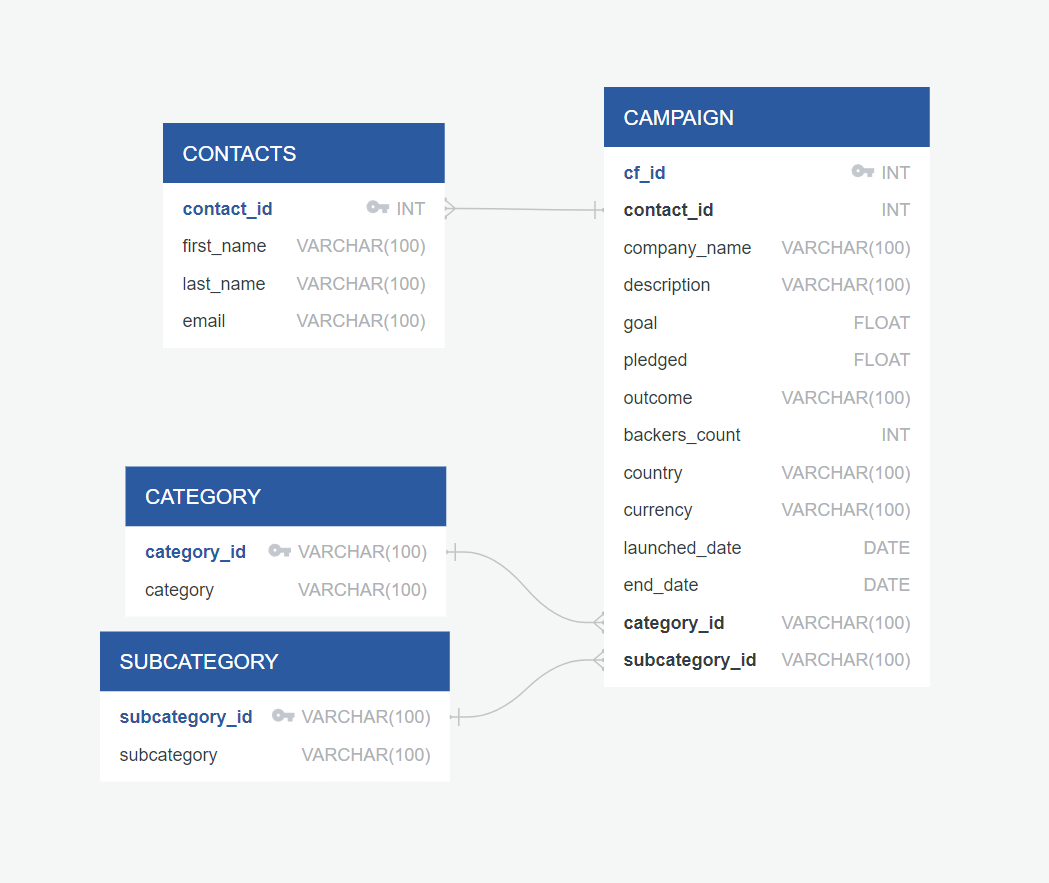 CONTACTS
contact_id INT
first_name VARCHAR(100)
last_name VARCHAR(100)
email VARCHAR(100)
CAMPAIGN
cf_id INT
contact_id INT
company_name VARCHAR(100)
description VARCHAR(100)
goal FLOAT
pledged FLOAT
outcome VARCHAR(100)
backers_count INT
country VARCHAR(100)
currency VARCHAR(100)
launched_date DATE
end_date DATE
category_id VARCHAR(100)
subcategory_id VARCHAR(100)
CATEGORY
category_id VARCHAR(100)
category VARCHAR(100)
SUBCATEGORY
subcategory_id VARCHAR(100)
subcategory VARCHAR(100)